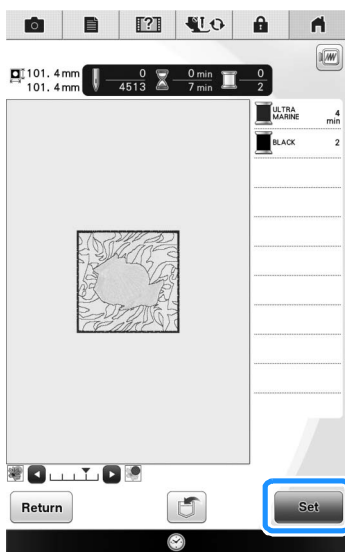 101.4 mm
101.4 mm
0
4513
0 min
7 min
0
2
ULTRA
MARINE
4
min
BLACK
2
Return
Set